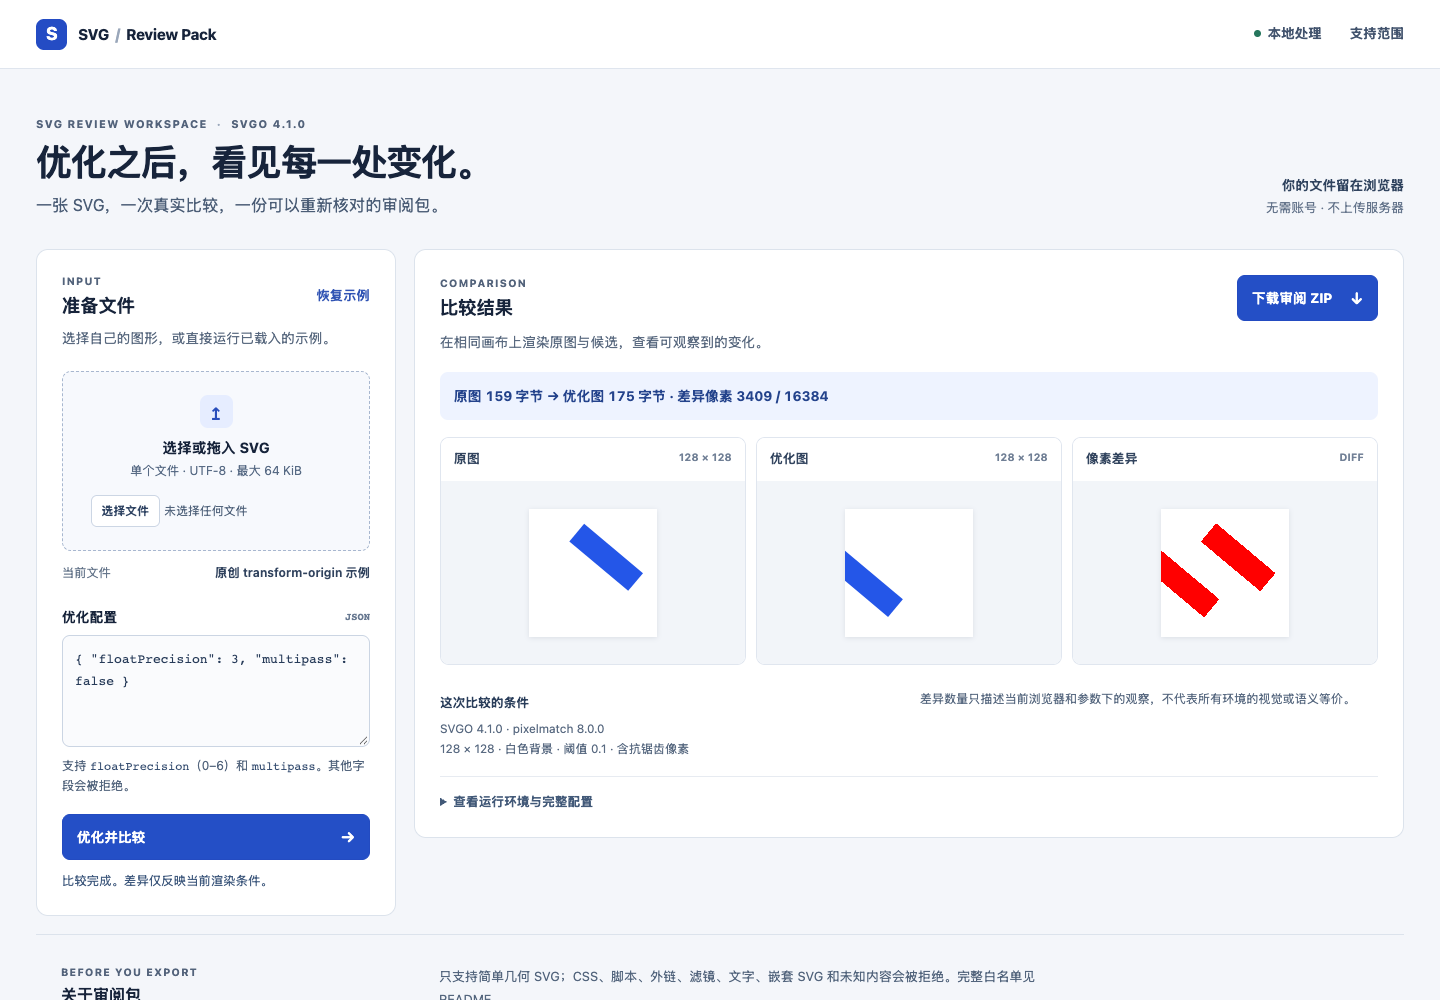 S SVG / Review Pack
本地处理 支持范围
SVG REVIEW WORKSPACE · SVGO 4.1.0
优化之后，看见每一处变化。
一张 SVG，一次真实比较，一份可以重新核对的审阅包。
你的文件留在浏览器
无需账号 · 不上传服务器
INPUT
准备文件
恢复示例
选择自己的图形，或直接运行已载入的示例。
↥
选择或拖入 SVG
单个文件 · UTF-8 · 最大 64 KiB
选择文件 未选择任何文件
当前文件 原创 transform-origin 示例
优化配置 JSON
{ "floatPrecision": 3, "multipass":
false }
支持 floatPrecision（0–6）和 multipass。其他字
段会被拒绝。
优化并比较 →
比较完成。差异仅反映当前渲染条件。
COMPARISON
比较结果
下载审阅 ZIP ↓
在相同画布上渲染原图与候选，查看可观察到的变化。
原图 159 字节 → 优化图 175 字节 · 差异像素 3409 / 16384
原图 128 × 128
优化图 128 × 128
像素差异 DIFF
这次比较的条件
SVGO 4.1.0 · pixelmatch 8.0.0
128 × 128 · 白色背景 · 阈值 0.1 · 含抗锯齿像素
差异数量只描述当前浏览器和参数下的观察，不代表所有环境的视觉或语义等价。
▶ 查看运行环境与完整配置
BEFORE YOU EXPORT
关于审阅包
只支持简单几何 SVG；CSS、脚本、外链、滤镜、文字、嵌套 SVG 和未知内容会被拒绝。完整白名单见
README